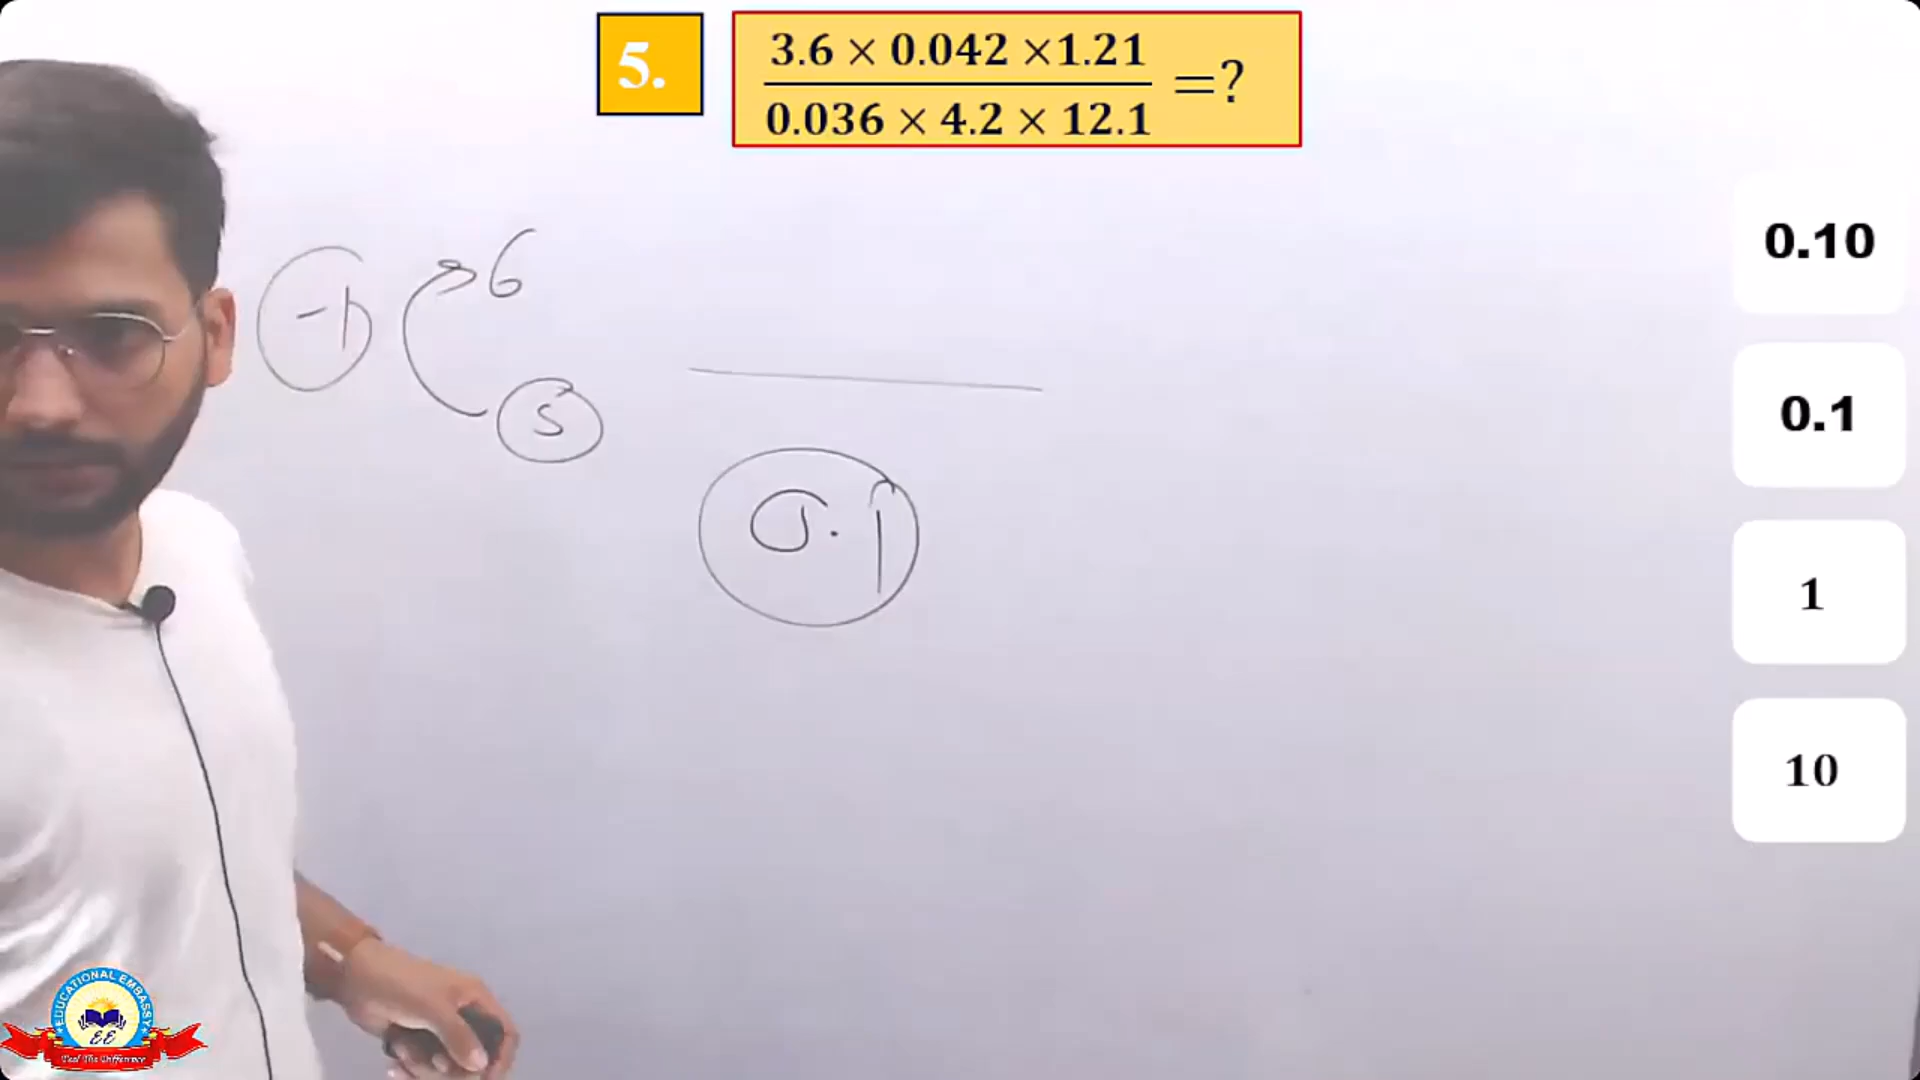 5.
3.6 × 0.042 ×1.21
0.036 × 4.2 × 12.1
=?
0.10
0.1
1
10
-1
6
5
0.1
EDUCATIONAL EMBASSY
EE
Feel The Difference